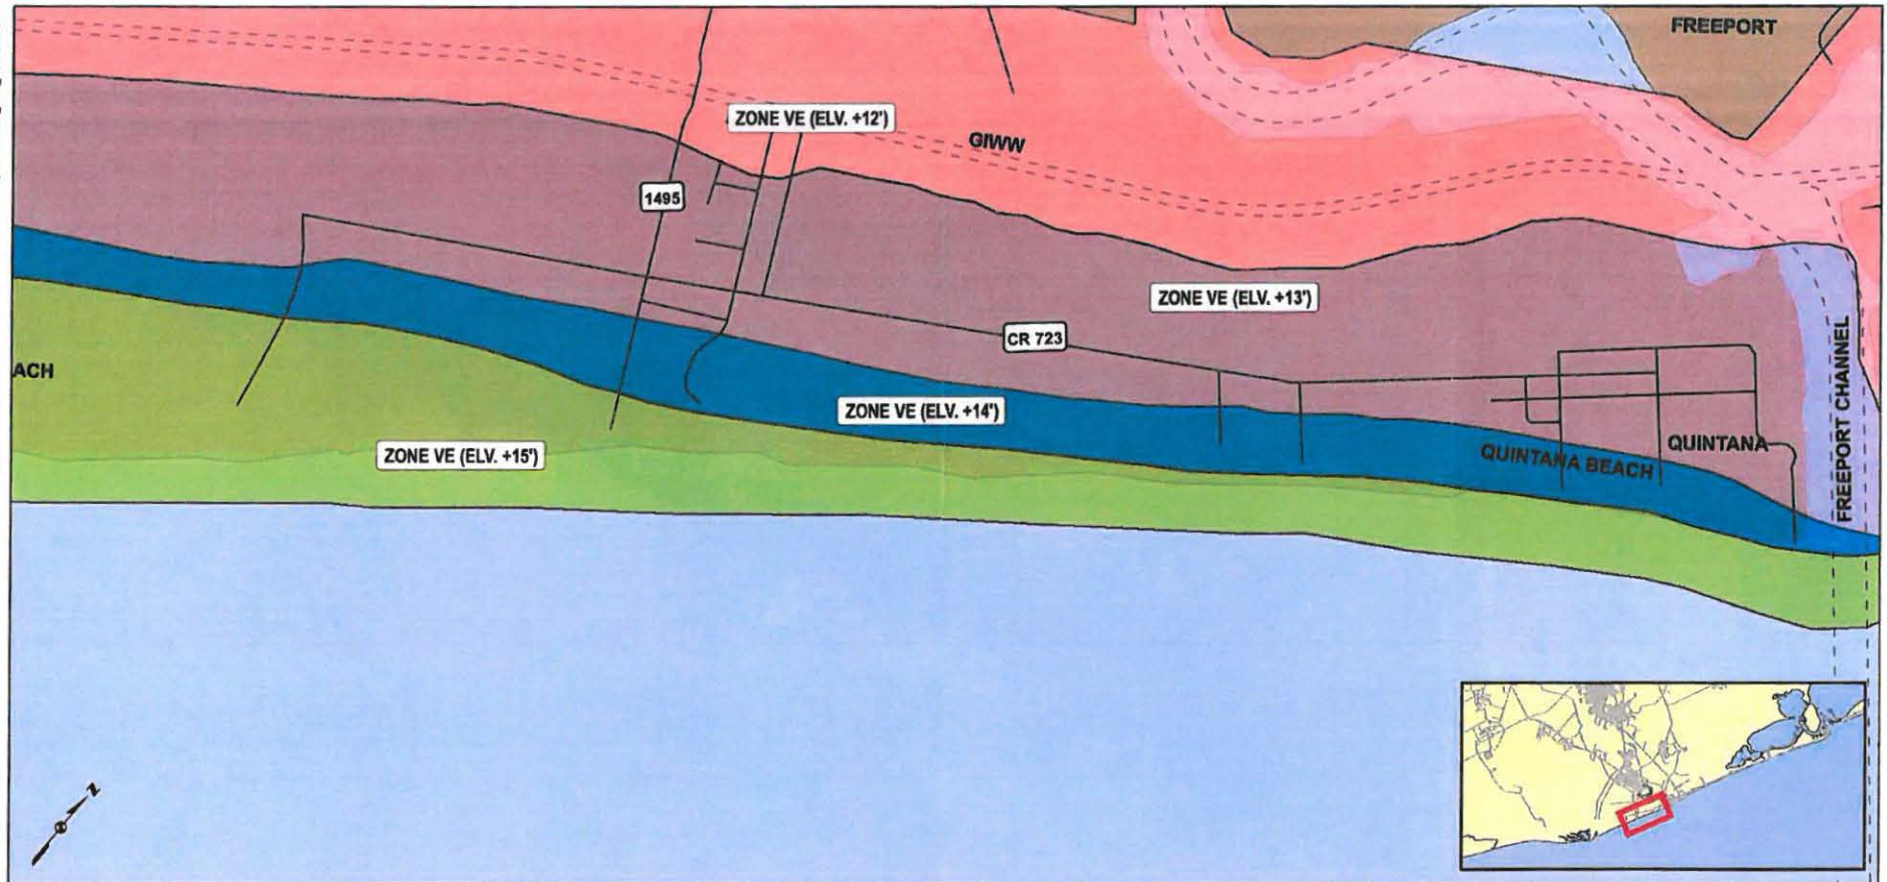 FREEPORT
ZONE VE (ELV. +12')
GIWW
1495
ZONE VE (ELV. +13')
CR 723
FREEPORT CHANNEL
ACH
ZONE VE (ELV. +14')
QUINTANA
QUINTANA BEACH
ZONE VE (ELV. +15')
Z